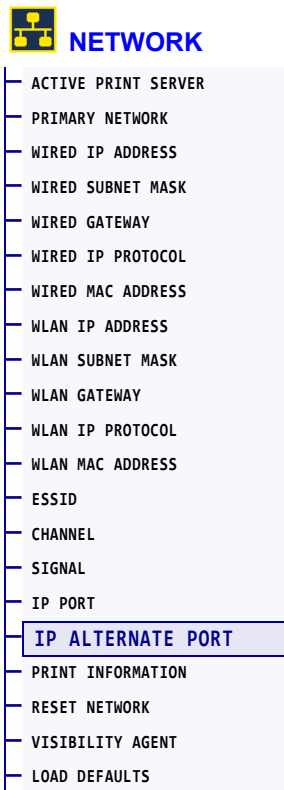 NETWORK
ACTIVE PRINT SERVER
PRIMARY NETWORK
WIRED IP ADDRESS
WIRED SUBNET MASK
WIRED GATEWAY
WIRED IP PROTOCOL
WIRED MAC ADDRESS
WLAN IP ADDRESS
WLAN SUBNET MASK
WLAN GATEWAY
WLAN IP PROTOCOL
WLAN MAC ADDRESS
ESSID
CHANNEL
SIGNAL
IP PORT
IP ALTERNATE PORT
PRINT INFORMATION
RESET NETWORK
VISIBILITY AGENT
LOAD DEFAULTS